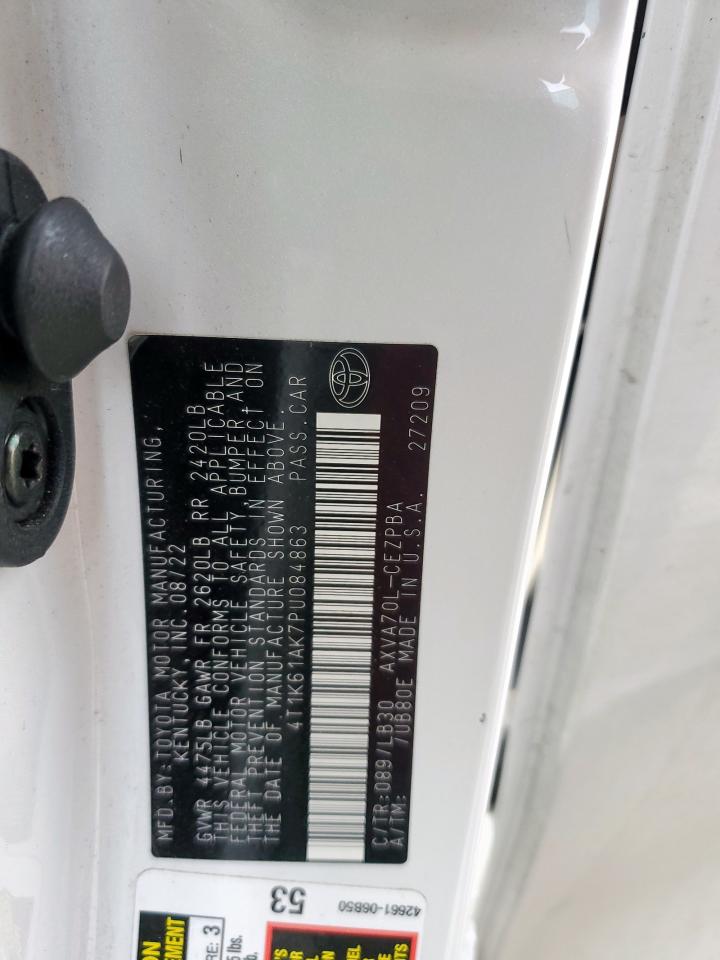 MFD.BY:TOYOTA MOTOR MANUFACTURING,
KENTUCKY, INC.08/22
GVWR 4475LB GAWR FR 2620LB RR 2420LB
THIS VEHICLE CONFORMS TO ALL APPLICABLE
FEDERAL MOTOR VEHICLE SAFETY, BUMPER, AND
THEFT PREVENTION STANDARDS IN EFFECT ON
THE DATE OF MANUFACTURE SHOWN ABOVE.
4T1K61AK7PU084863 PASS.CAR
C/TR:089/LB30 AXVA70L-CEZPBA
A/TM: 7UB80E MADE IN U.S.A. 27209
53
42661-06B50